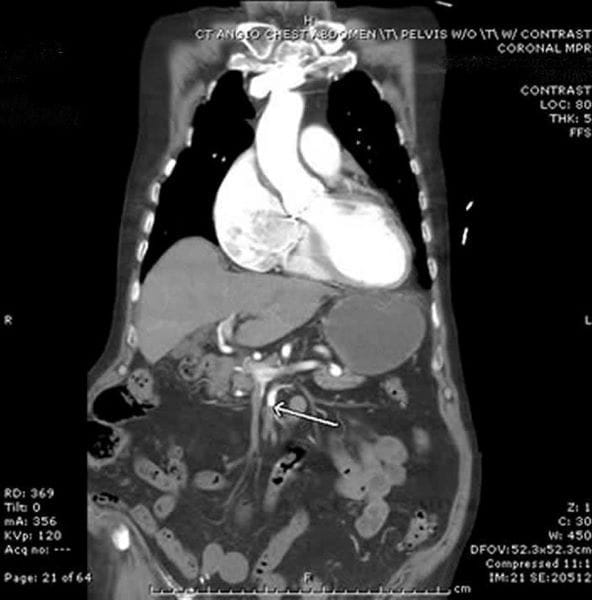 H
CT ANGIO CHEST ABDOMEN \T\ PELVIS W/O \T\ W/ CONTRAST
CORONAL MPR
CONTRAST
LOC: 80
THK: 5
FFS
R
L
RD: 369
Tilt: 0
mA: 356
KVp: 120
Acq no: ---
Page: 21 of 64
Z: 1
C: 30
W: 450
DFOV:52.3x52.3cm
Compressed 11:1
IM:21 SE:20512
F
cm